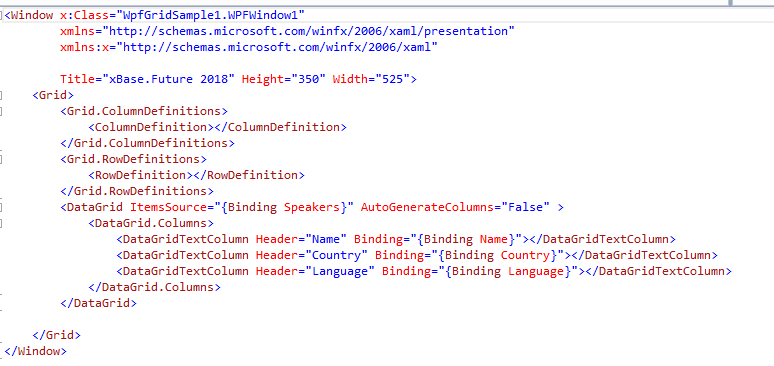 <Window x:Class="WpfGridSample1.WPFWindow1"
        xmlns="http://schemas.microsoft.com/winfx/2006/xaml/presentation"
        xmlns:x="http://schemas.microsoft.com/winfx/2006/xaml"
        Title="xBase.Future 2018" Height="350" Width="525">
    <Grid>
        <Grid.ColumnDefinitions>
            <ColumnDefinition></ColumnDefinition>
        </Grid.ColumnDefinitions>
        <Grid.RowDefinitions>
            <RowDefinition></RowDefinition>
        </Grid.RowDefinitions>
        <DataGrid ItemsSource="{Binding Speakers}" AutoGenerateColumns="False" >
            <DataGrid.Columns>
                <DataGridTextColumn Header="Name" Binding="{Binding Name}"></DataGridTextColumn>
                <DataGridTextColumn Header="Country" Binding="{Binding Country}"></DataGridTextColumn>
                <DataGridTextColumn Header="Language" Binding="{Binding Language}"></DataGridTextColumn>
            </DataGrid.Columns>
        </DataGrid>
    </Grid>
</Window>